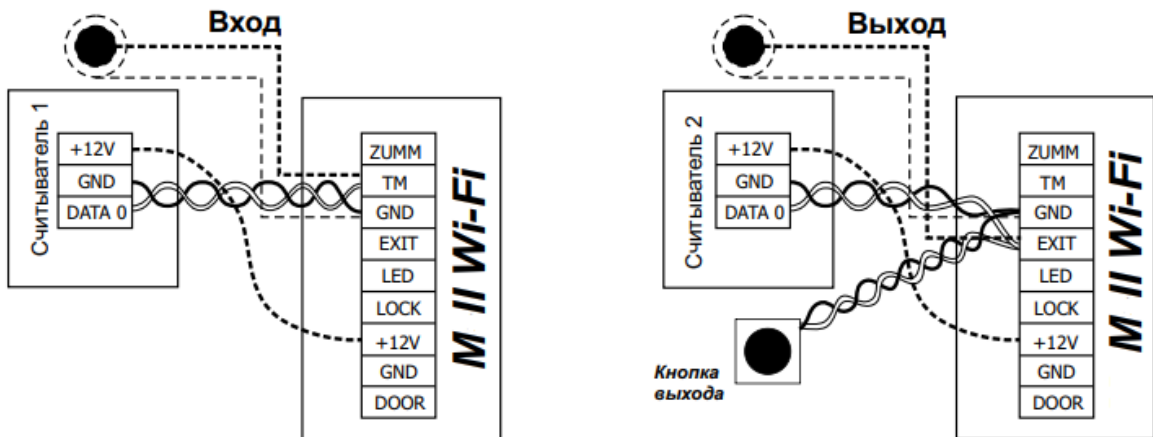 Вход
Считыватель 1
+12V
GND
DATA 0
ZUMM
TM
GND
EXIT
LED
LOCK
+12V
GND
DOOR
M II Wi-Fi
Выход
Считыватель 2
+12V
GND
DATA 0
Кнопка
выхода
ZUMM
TM
GND
EXIT
LED
LOCK
+12V
GND
DOOR
M II Wi-Fi